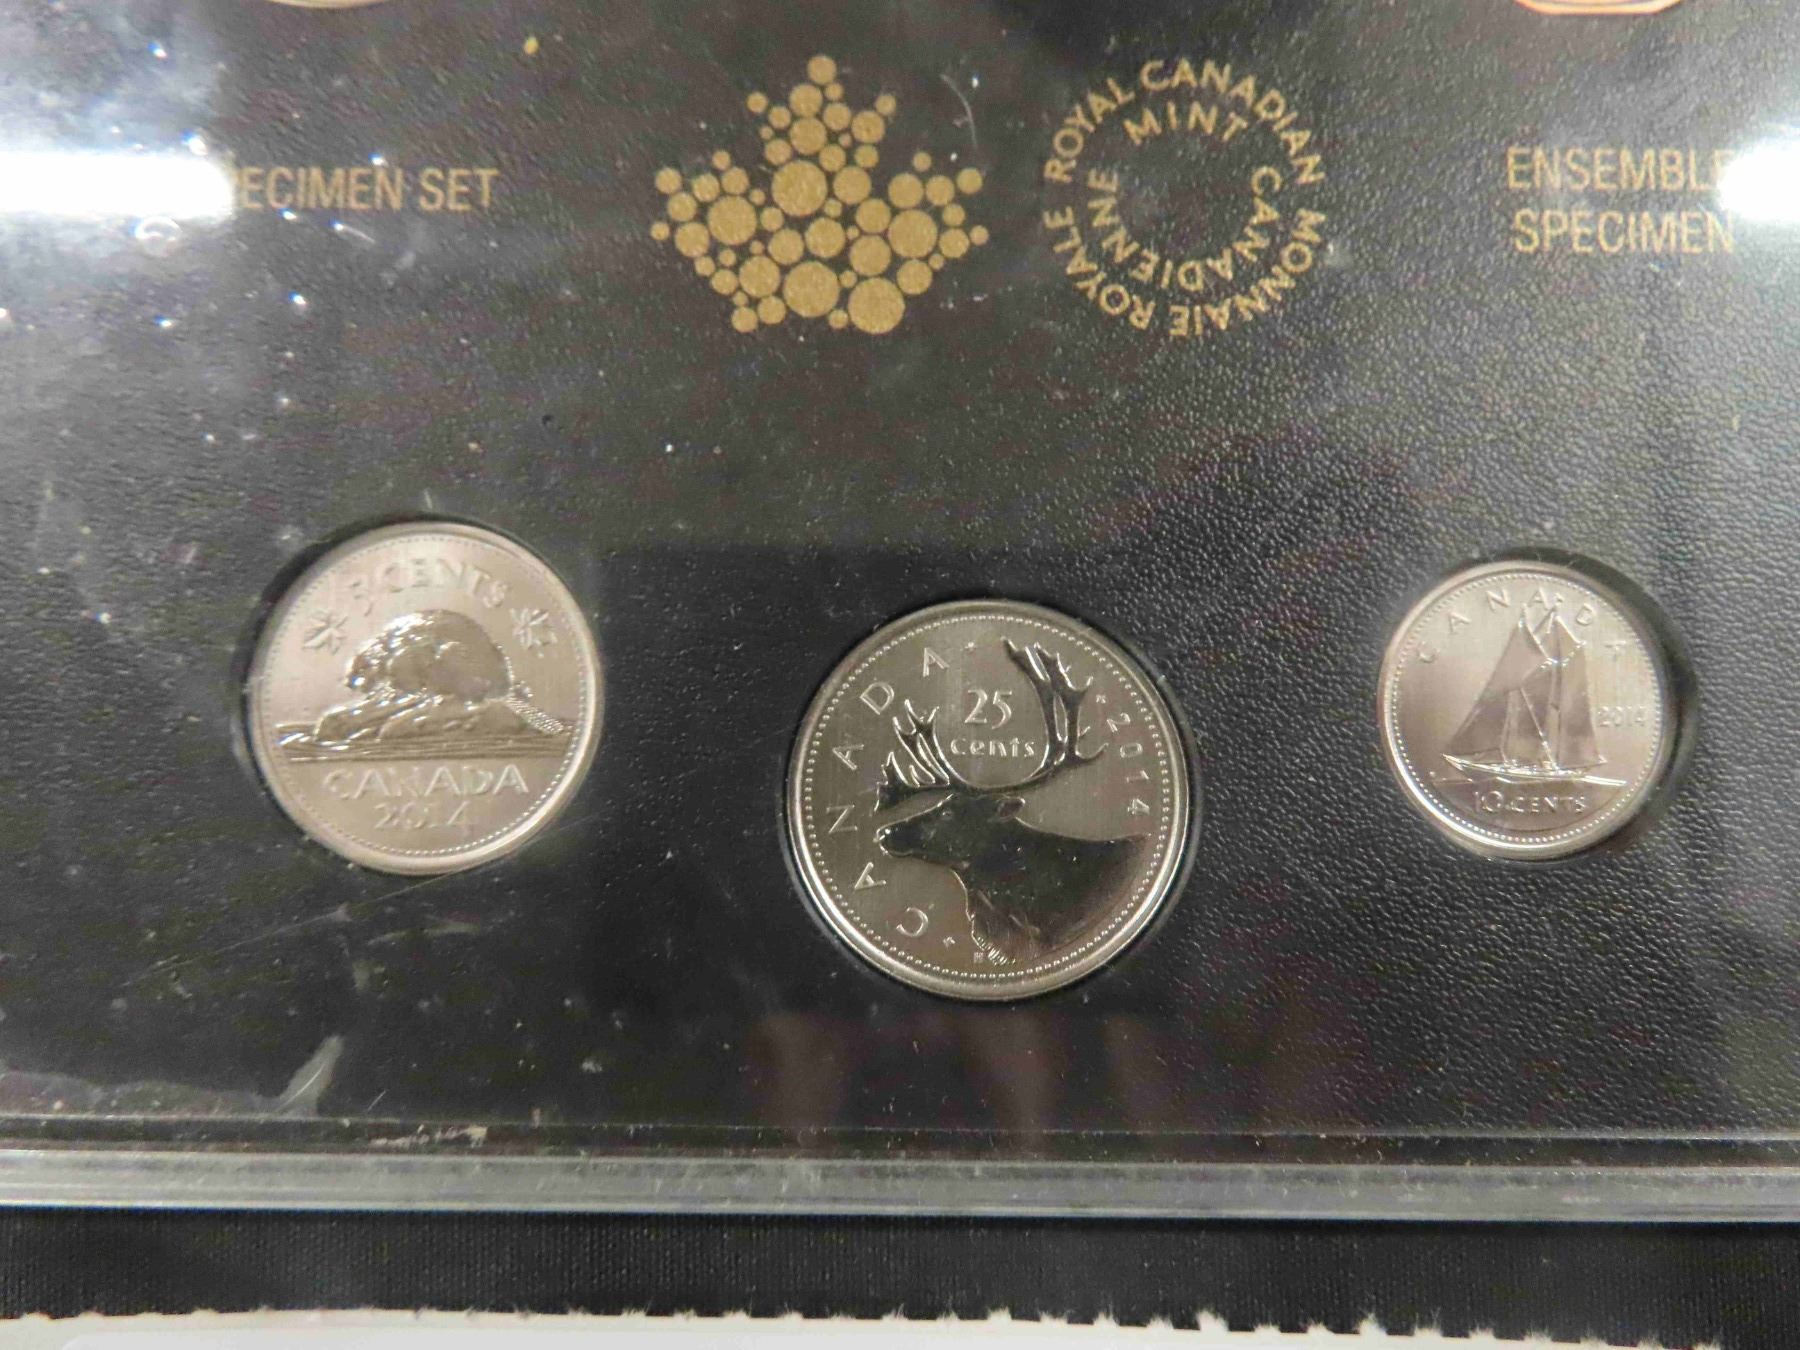 ECIMEN SET
ROYAL CANADIAN MINT
MONNAIE ROYALE CANADIENNE
ENSEMBLE
SPECIMEN
5 CENTS
CANADA
2014
CANADA
25
cents
2014
H
CANADA
2014
10 CENTS